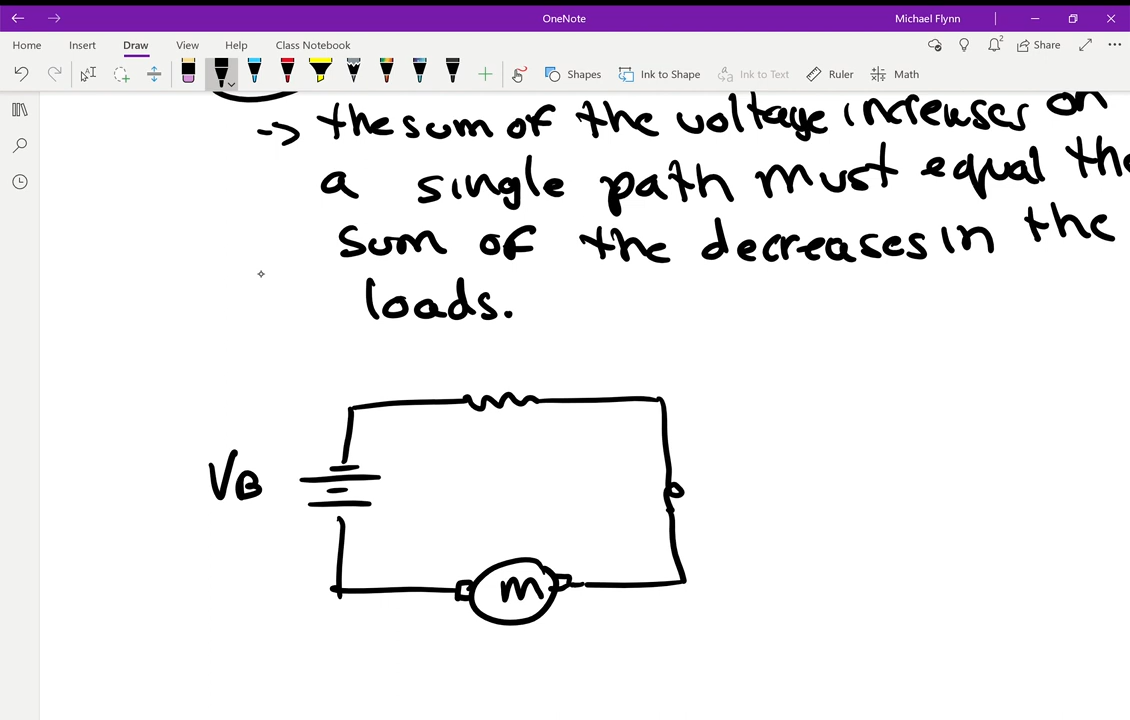 OneNote
Michael Flynn
Home Insert Draw View Help Class Notebook
2 Share
Shapes Ink to Shape Ink to Text Ruler Math
-> the sum of the voltage increases on
a single path must equal the
sum of the decreases in the
loads.
VB
m